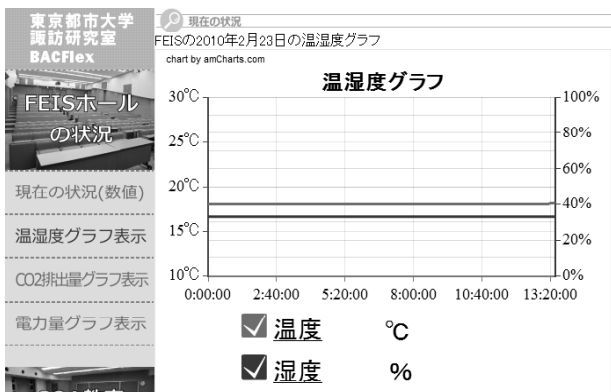 東京都市大学
諏訪研究室
BACFlex
FEISホール
の状況
現在の状況(数値)
温湿度グラフ表示
CO2排出量グラフ表示
電力量グラフ表示
現在の状況
FEISの2010年2月23日の温湿度グラフ
chart by amCharts.com
温湿度グラフ
30℃
25℃
20℃
15℃
10℃
100%
80%
60%
40%
20%
0%
0:00:00 2:40:00 5:20:00 8:00:00 10:40:00 13:20:00
温度 ℃
湿度 %